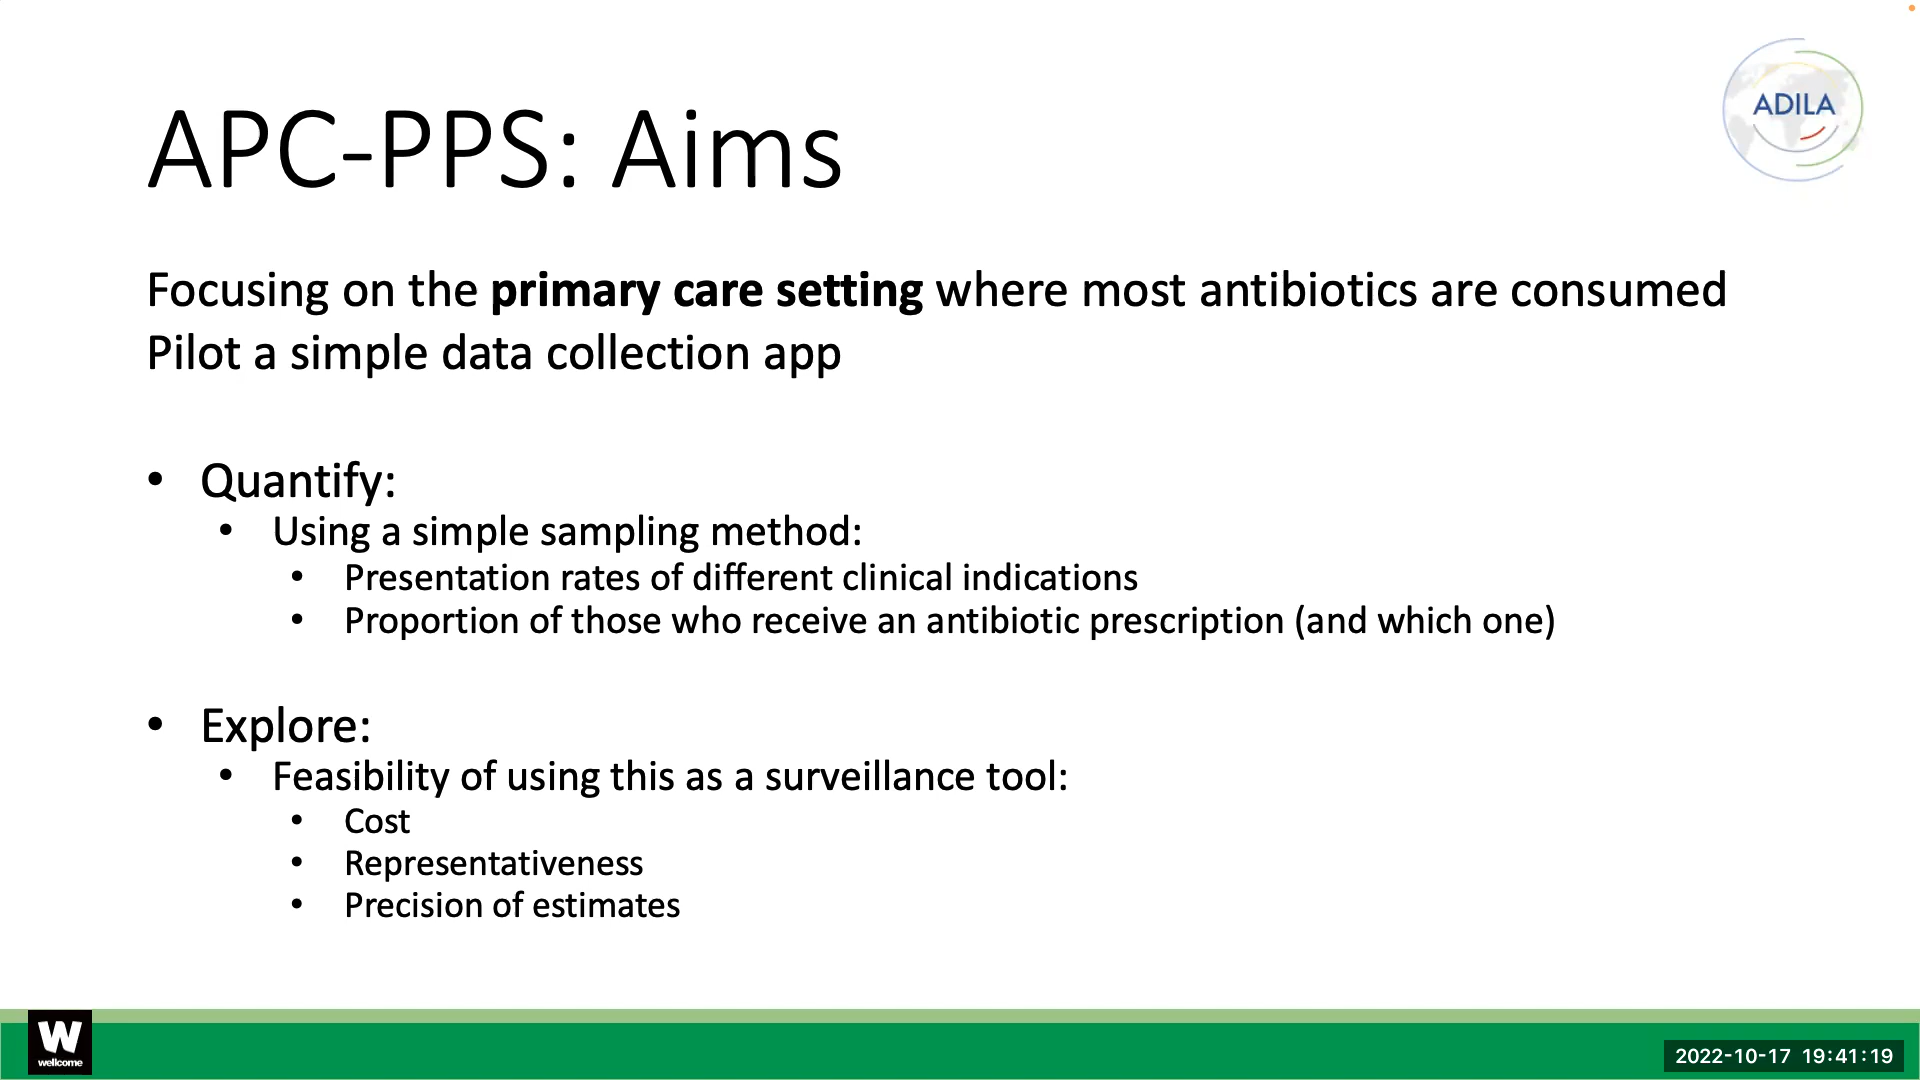 ADILA
APC-PPS: Aims
Focusing on the primary care setting where most antibiotics are consumed
Pilot a simple data collection app
• Quantify:
• Using a simple sampling method:
• Presentation rates of different clinical indications
• Proportion of those who receive an antibiotic prescription (and which one)
• Explore:
• Feasibility of using this as a surveillance tool:
• Cost
• Representativeness
• Precision of estimates
W
wellcome
2022-10-17 19:41:19